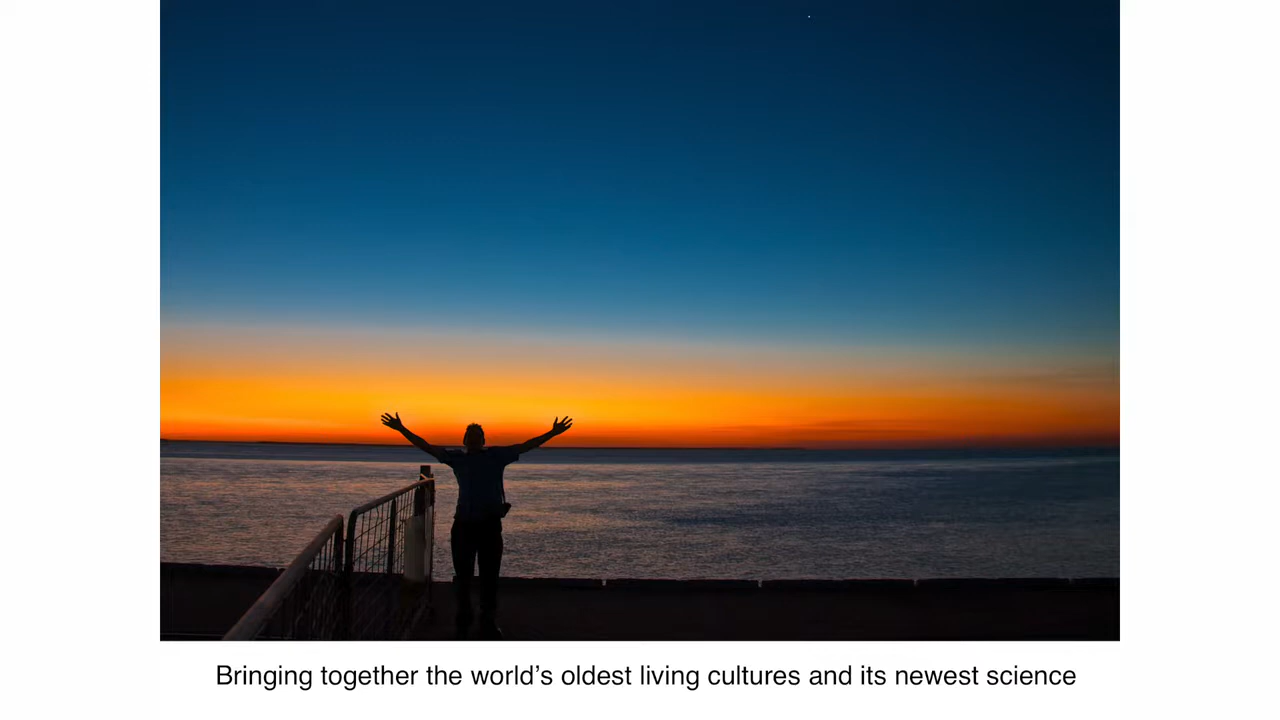 Bringing together the world’s oldest living cultures and its newest science